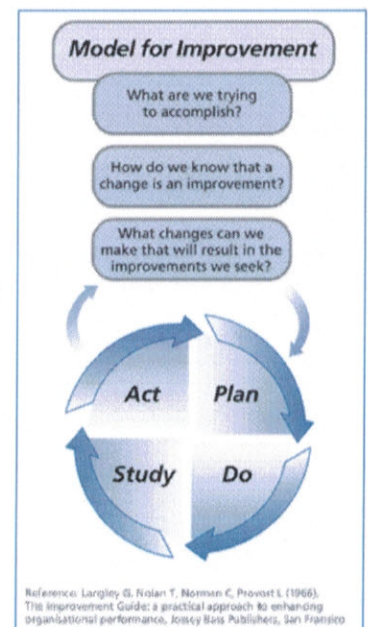 Model for Improvement
What are we trying
to accomplish?
How do we know that a
change is an improvement?
What changes can we
make that will result in the
improvements we seek?
Act
Plan
Study
Do
Reference: Langley G, Nolan T, Norman C, Provost L (1966),
The Improvement Guide: a practical approach to enhancing
organisational performance, Jossey Bass Publishers, San Fransico